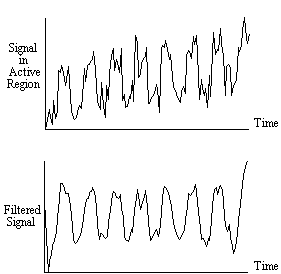 Signal
in
Active
Region
Time
Filtered
Signal
Time